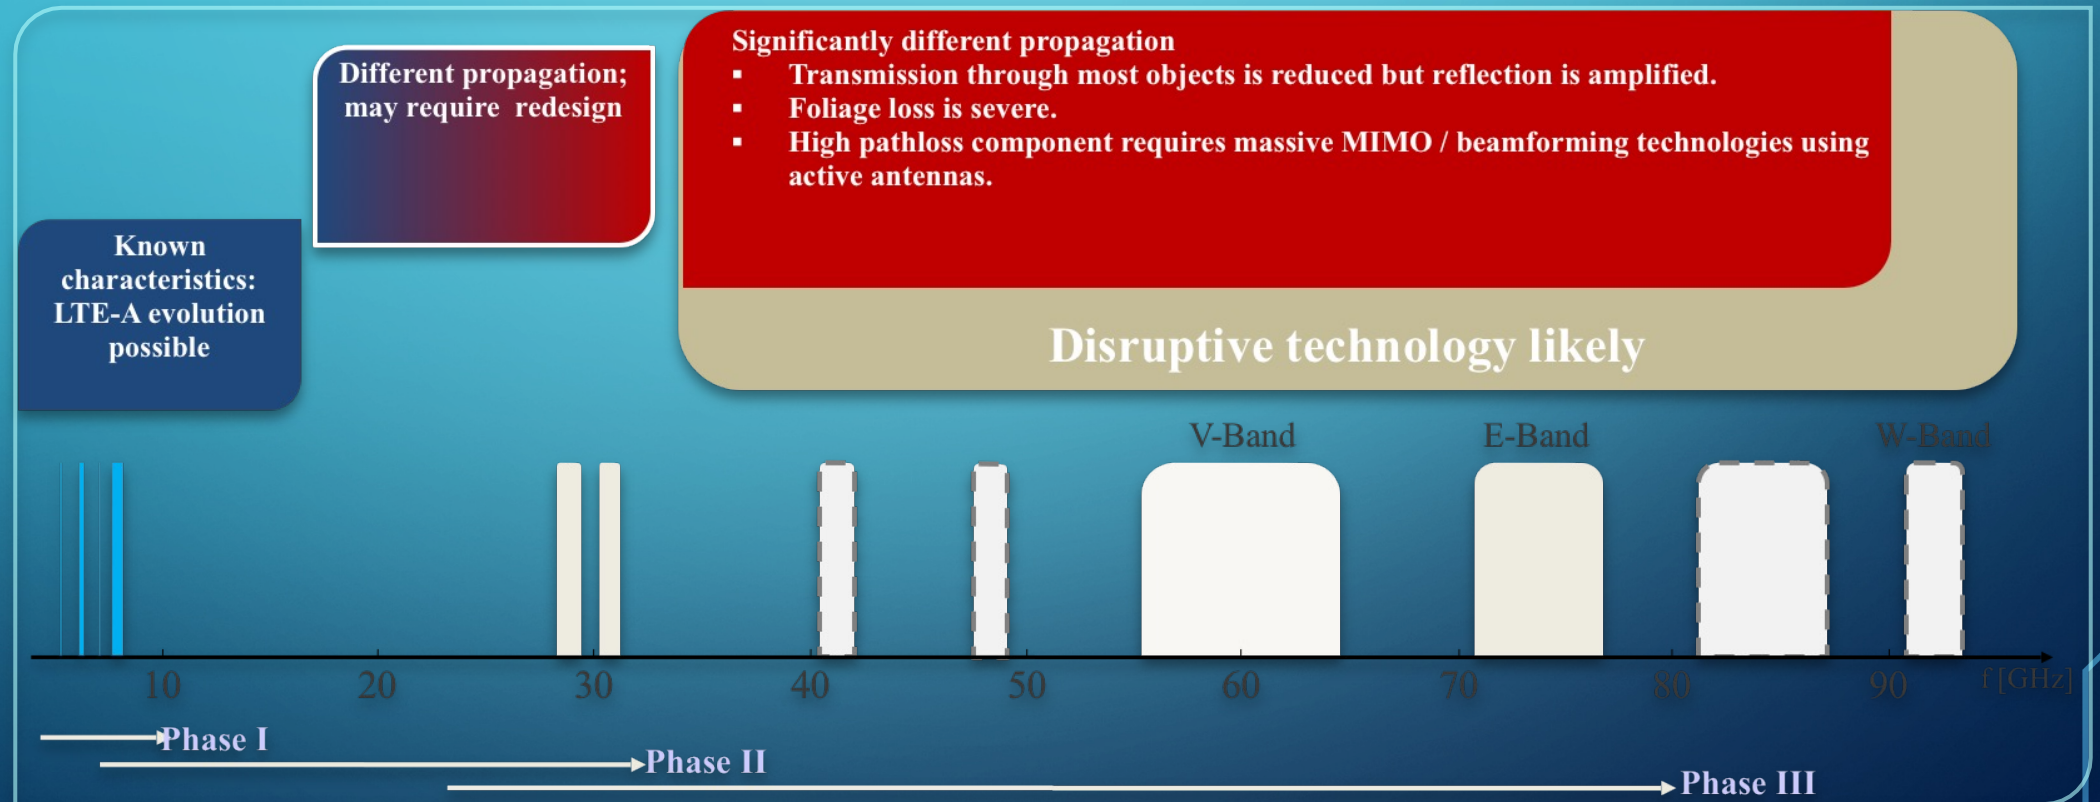 Significantly different propagation
▪ Transmission through most objects is reduced but reflection is amplified.
▪ Foliage loss is severe.
▪ High pathloss component requires massive MIMO / beamforming technologies using
active antennas.
Different propagation;
may require redesign
Known
characteristics:
LTE-A evolution
possible
Disruptive technology likely
V-Band
E-Band
W-Band
10 20 30 40 50 60 70 80 90 f [GHz]
Phase I
Phase II
Phase III